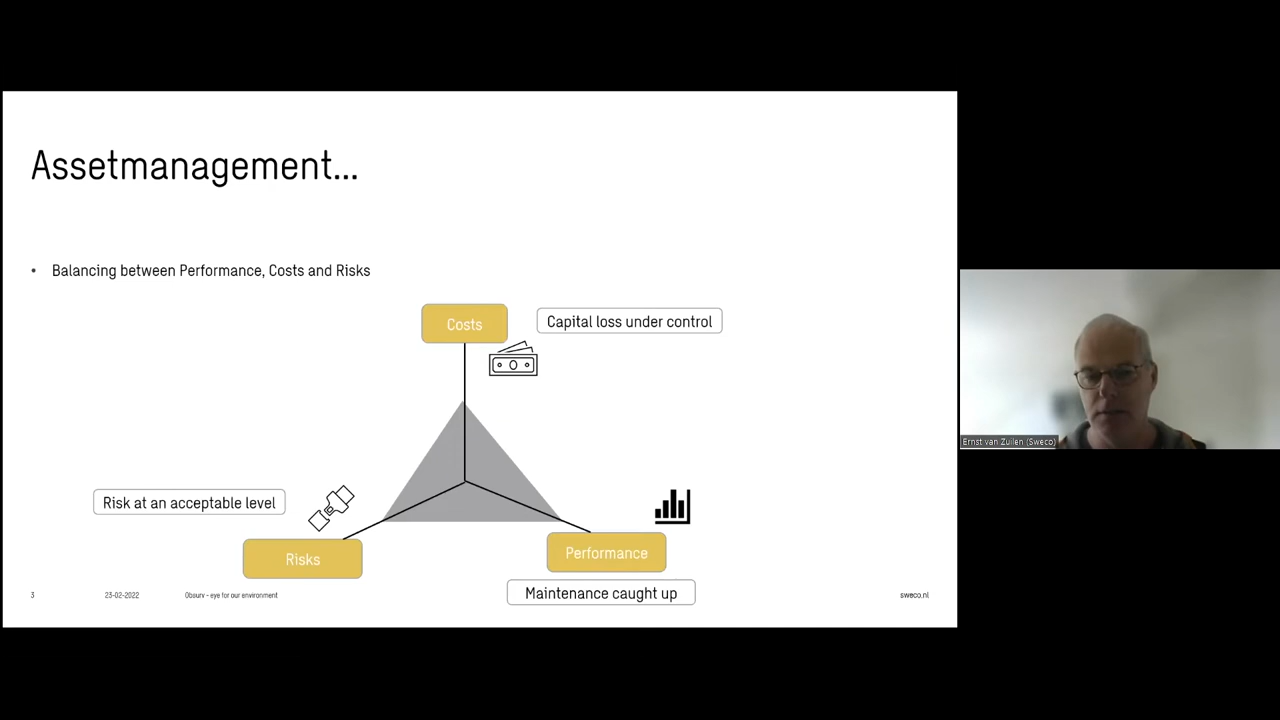 Assetmanagement...
• Balancing between Performance, Costs and Risks
Costs
Capital loss under control
Risk at an acceptable level
Risks
Performance
Maintenance caught up
3
23-02-2022
Obsurv - eye for our environment
sweco.nl
Ernst van Zuilen (Sweco)